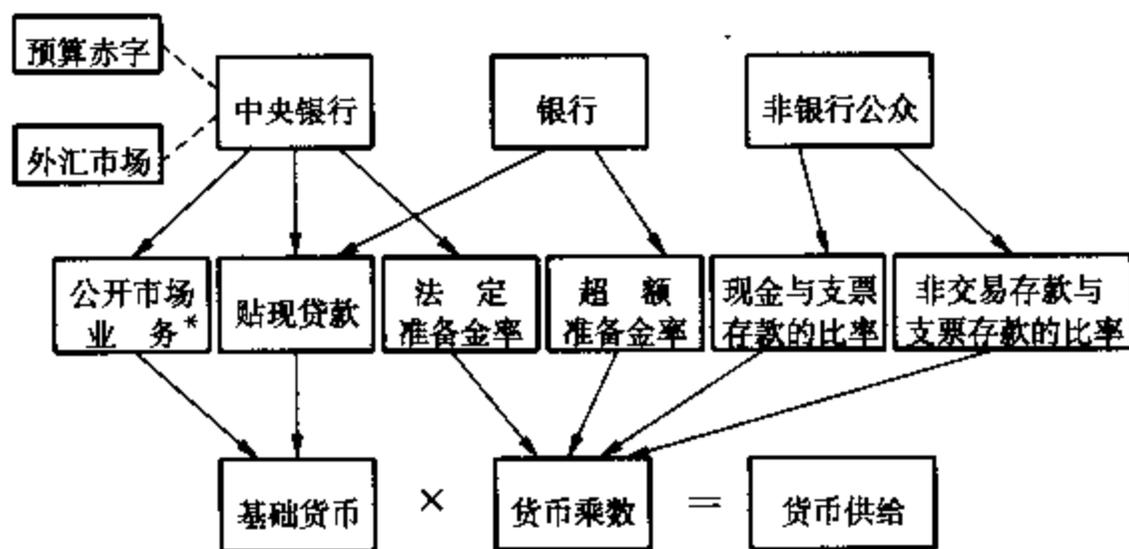 预算赤字
外汇市场
中央银行
银行
非银行公众
公开市场
业 务*
贴现贷款
法 定
准备金率
超 额
准备金率
现金与支票
存款的比率
非交易存款与
支票存款的比率
基础货币
×
货币乘数
=
货币供给